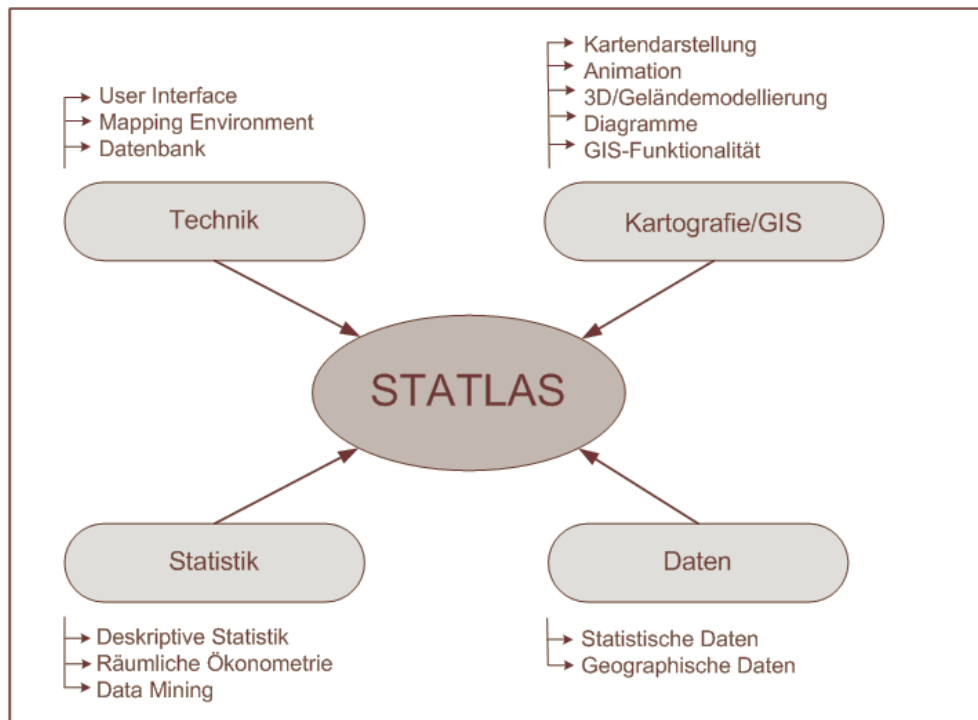 User Interface
Mapping Environment
Datenbank
Technik
Kartendarstellung
Animation
3D/Geländemodellierung
Diagramme
GIS-Funktionalität
Kartografie/GIS
STATLAS
Statistik
Deskriptive Statistik
Räumliche Ökonometrie
Data Mining
Daten
Statistische Daten
Geographische Daten